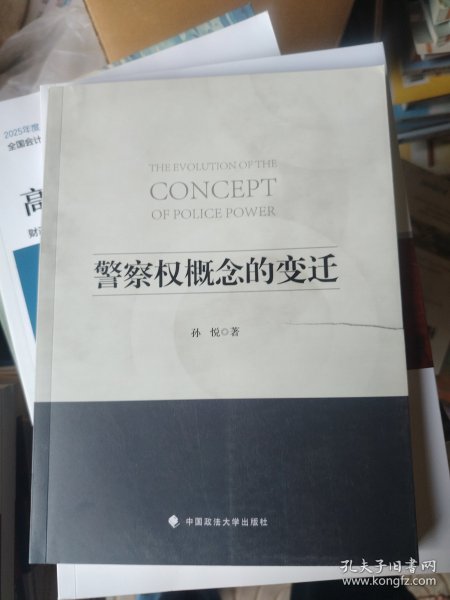 2025年度
全国会计
高
财
THE EVOLUTION OF THE
CONCEPT
OF POLICE POWER
警察权概念的变迁
孙 悦◎著
中国政法大学出版社
孔夫子旧书网
www.kongfz.com